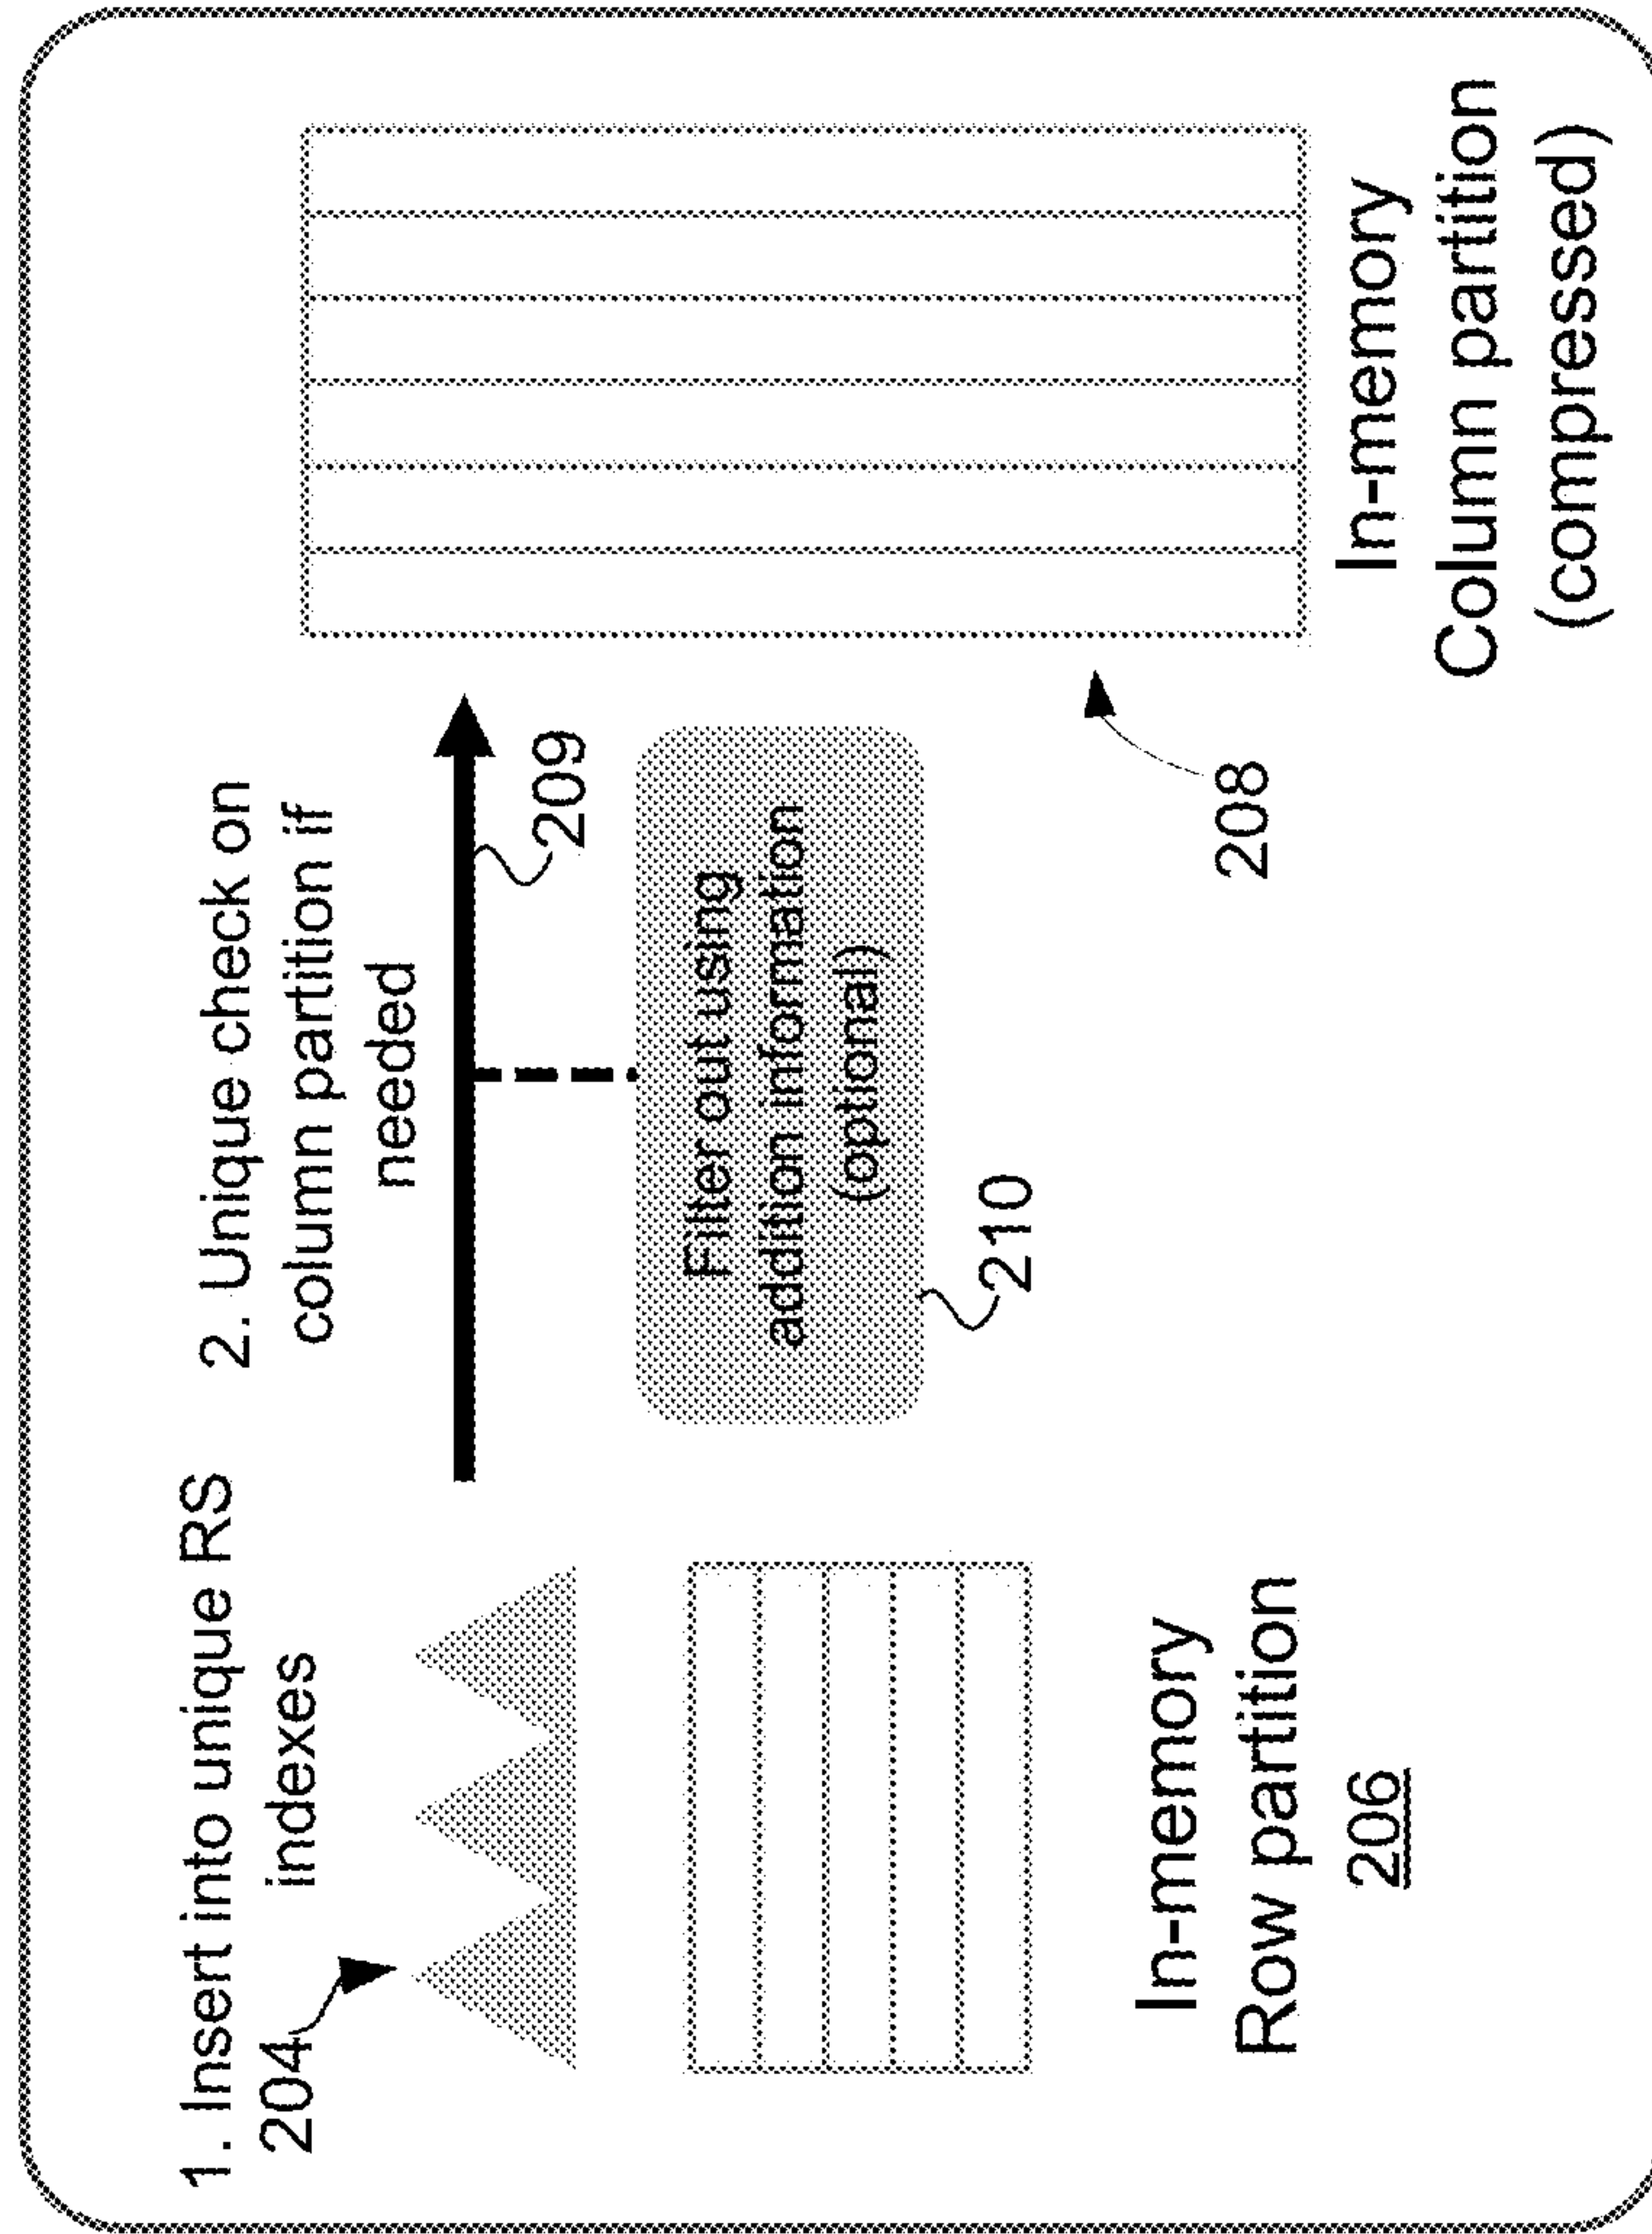 1. Insert into unique RS
indexes
204
2. Unique check on
column partition if
needed
209
Filter out using
addition information
(optional)
210
208
In-memory
Row partition
206
In-memory
Column partition
(compressed)